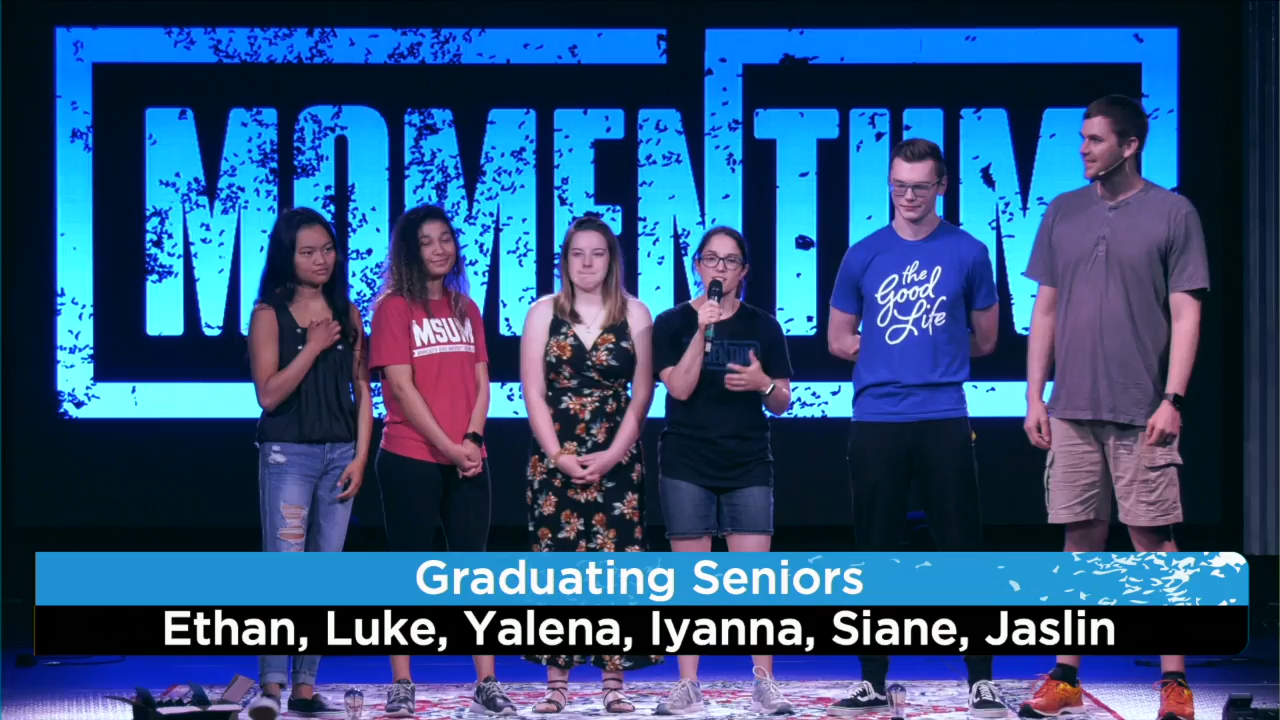 MOMENTUM
MSUM
the
Good
Life
Graduating Seniors
Ethan, Luke, Yalena, Iyanna, Siane, Jaslin